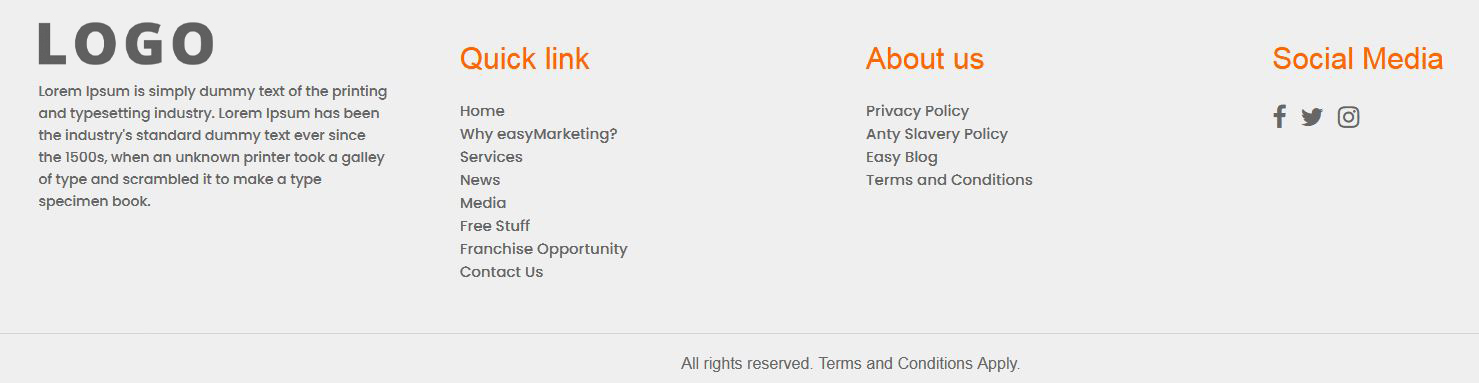 LOGO
Lorem Ipsum is simply dummy text of the printing
and typesetting industry. Lorem Ipsum has been
the industry's standard dummy text ever since
the 1500s, when an unknown printer took a galley
of type and scrambled it to make a type
specimen book.
Quick link
Home
Why easyMarketing?
Services
News
Media
Free Stuff
Franchise Opportunity
Contact Us
About us
Privacy Policy
Anty Slavery Policy
Easy Blog
Terms and Conditions
Social Media
All rights reserved. Terms and Conditions Apply.